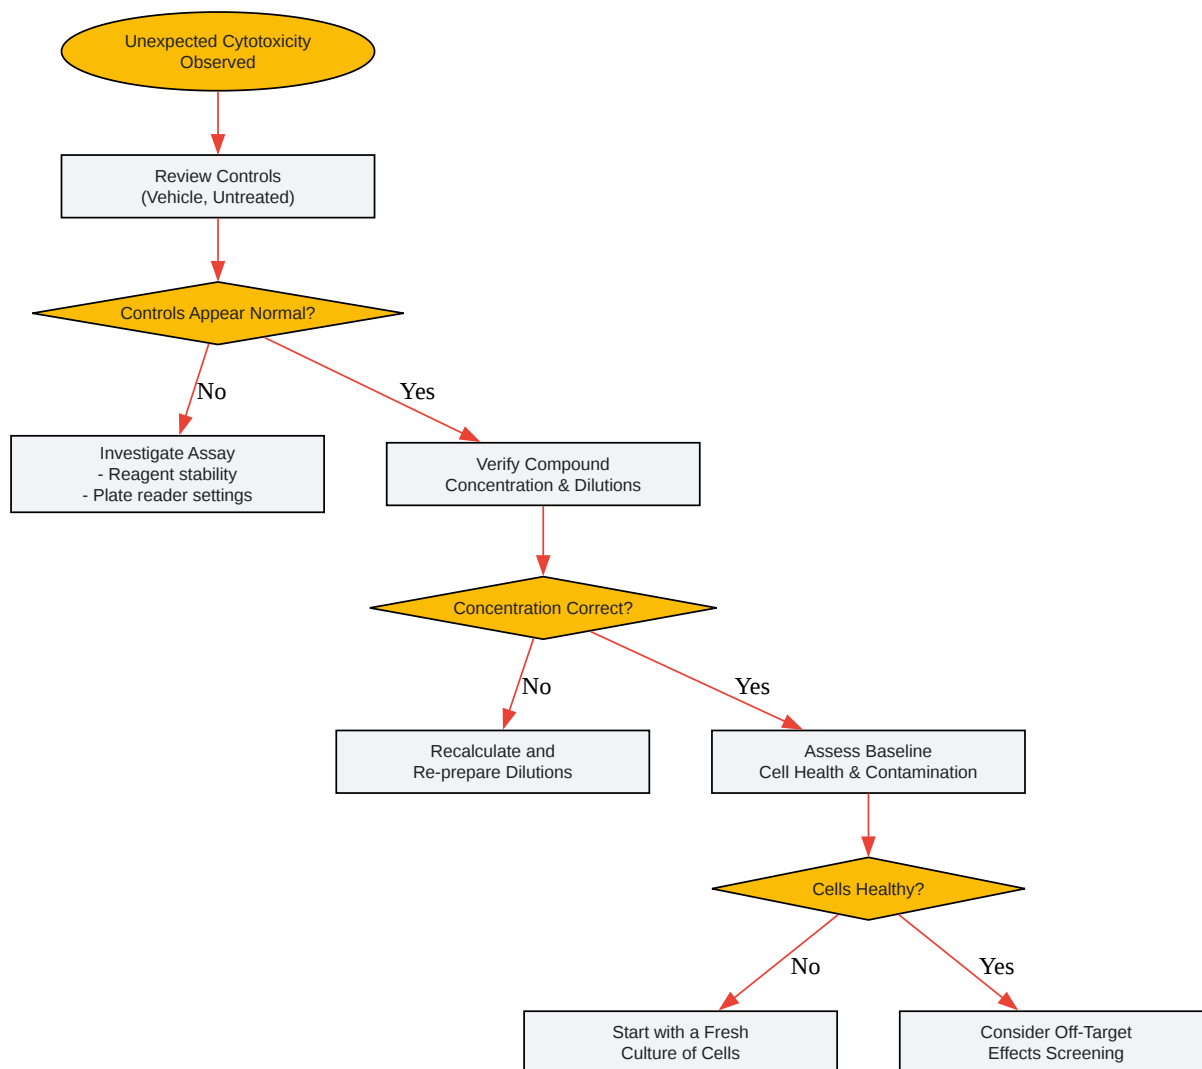 Unexpected Cytotoxicity
Observed
Review Controls
(Vehicle, Untreated)
Controls Appear Normal?
No
Yes
Investigate Assay
- Reagent stability
- Plate reader settings
Verify Compound
Concentration & Dilutions
Concentration Correct?
No
Yes
Recalculate and
Re-prepare Dilutions
Assess Baseline
Cell Health & Contamination
Cells Healthy?
No
Yes
Start with a Fresh
Culture of Cells
Consider Off-Target
Effects Screening